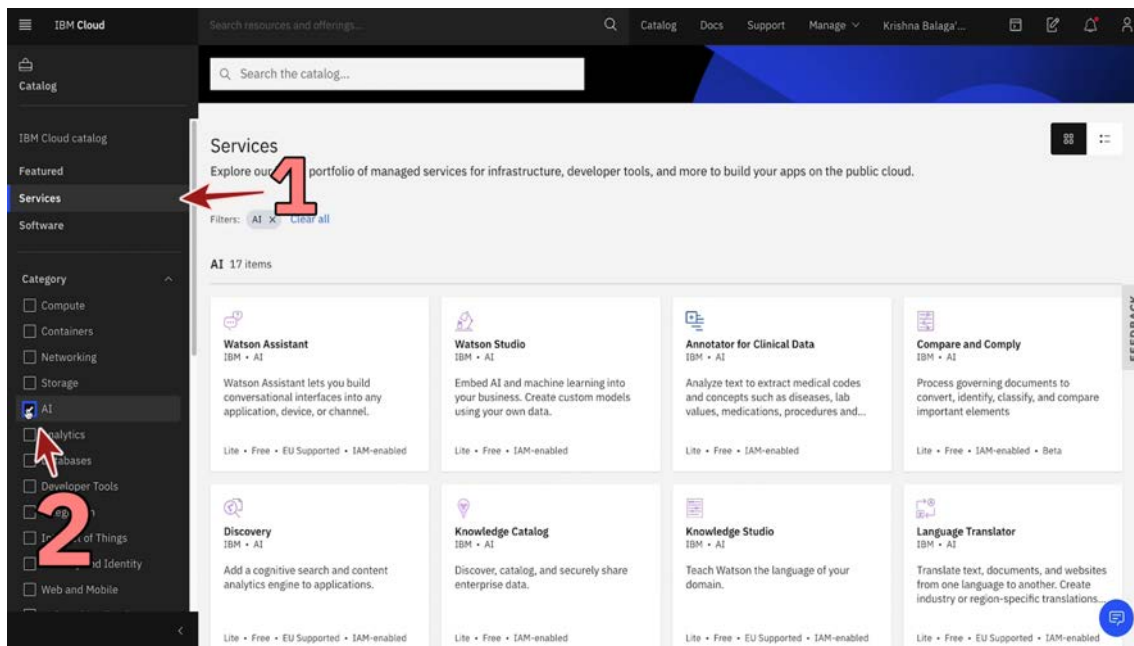 IBM Cloud
Search resources and offerings...
Catalog
Docs
Support
Manage
Krishna Balaga'...
Catalog
Search the catalog...
IBM Cloud catalog
Featured
Services
Software
Category
Compute
Containers
Networking
Storage
AI
Analytics
Databases
Developer Tools
Internet of Things
and Identity
Web and Mobile
1
2
Services
Explore our portfolio of managed services for infrastructure, developer tools, and more to build your apps on the public cloud.
Filters: AI × Clear all
AI 17 items
Watson Assistant
IBM • AI
Watson Assistant lets you build
conversational interfaces into any
application, device, or channel.
Lite • Free • EU Supported • IAM-enabled
Watson Studio
IBM • AI
Embed AI and machine learning into
your business. Create custom models
using your own data.
Lite • Free • IAM-enabled
Annotator for Clinical Data
IBM • AI
Analyze text to extract medical codes
and concepts such as diseases, lab
values, medications, procedures and...
Lite • Free • IAM-enabled
Compare and Comply
IBM • AI
Process governing documents to
convert, identify, classify, and compare
important elements
Lite • Free • IAM-enabled • Beta
Discovery
IBM • AI
Add a cognitive search and content
analytics engine to applications.
Lite • Free • EU Supported • IAM-enabled
Knowledge Catalog
IBM • AI
Discover, catalog, and securely share
enterprise data.
Lite • Free • IAM-enabled
Knowledge Studio
IBM • AI
Teach Watson the language of your
domain.
Lite • Free • EU Supported • IAM-enabled
Language Translator
IBM • AI
Translate text, documents, and websites
from one language to another. Create
industry or region-specific translations...
Lite • Free • EU Supported • IAM-enabled
FEEDBACK